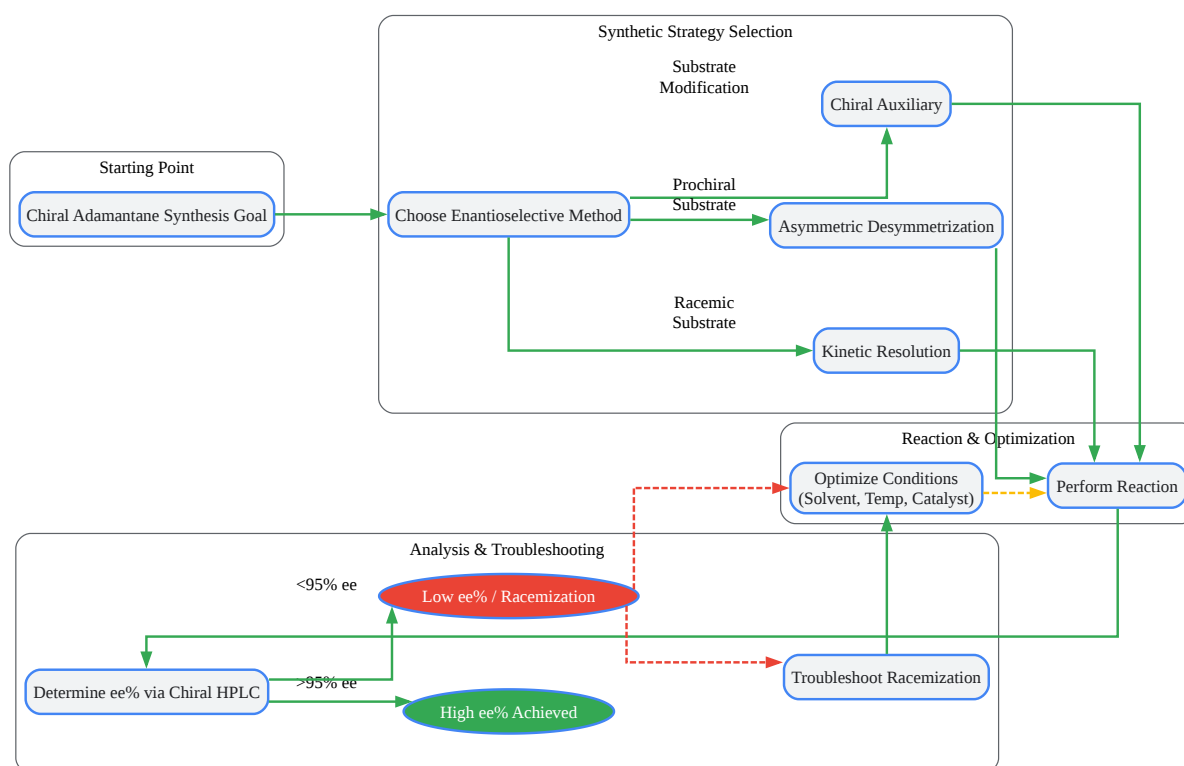 Synthetic Strategy Selection
Substrate
Modification
Chiral Auxiliary
Starting Point
Chiral Adamantane Synthesis Goal
Choose Enantioselective Method
Prochiral
Substrate
Asymmetric Desymmetrization
Racemic
Substrate
Kinetic Resolution
Reaction & Optimization
Optimize Conditions
(Solvent, Temp, Catalyst)
Perform Reaction
Analysis & Troubleshooting
<95% ee
Low ee% / Racemization
Determine ee% via Chiral HPLC
>95% ee
High ee% Achieved
Troubleshoot Racemization